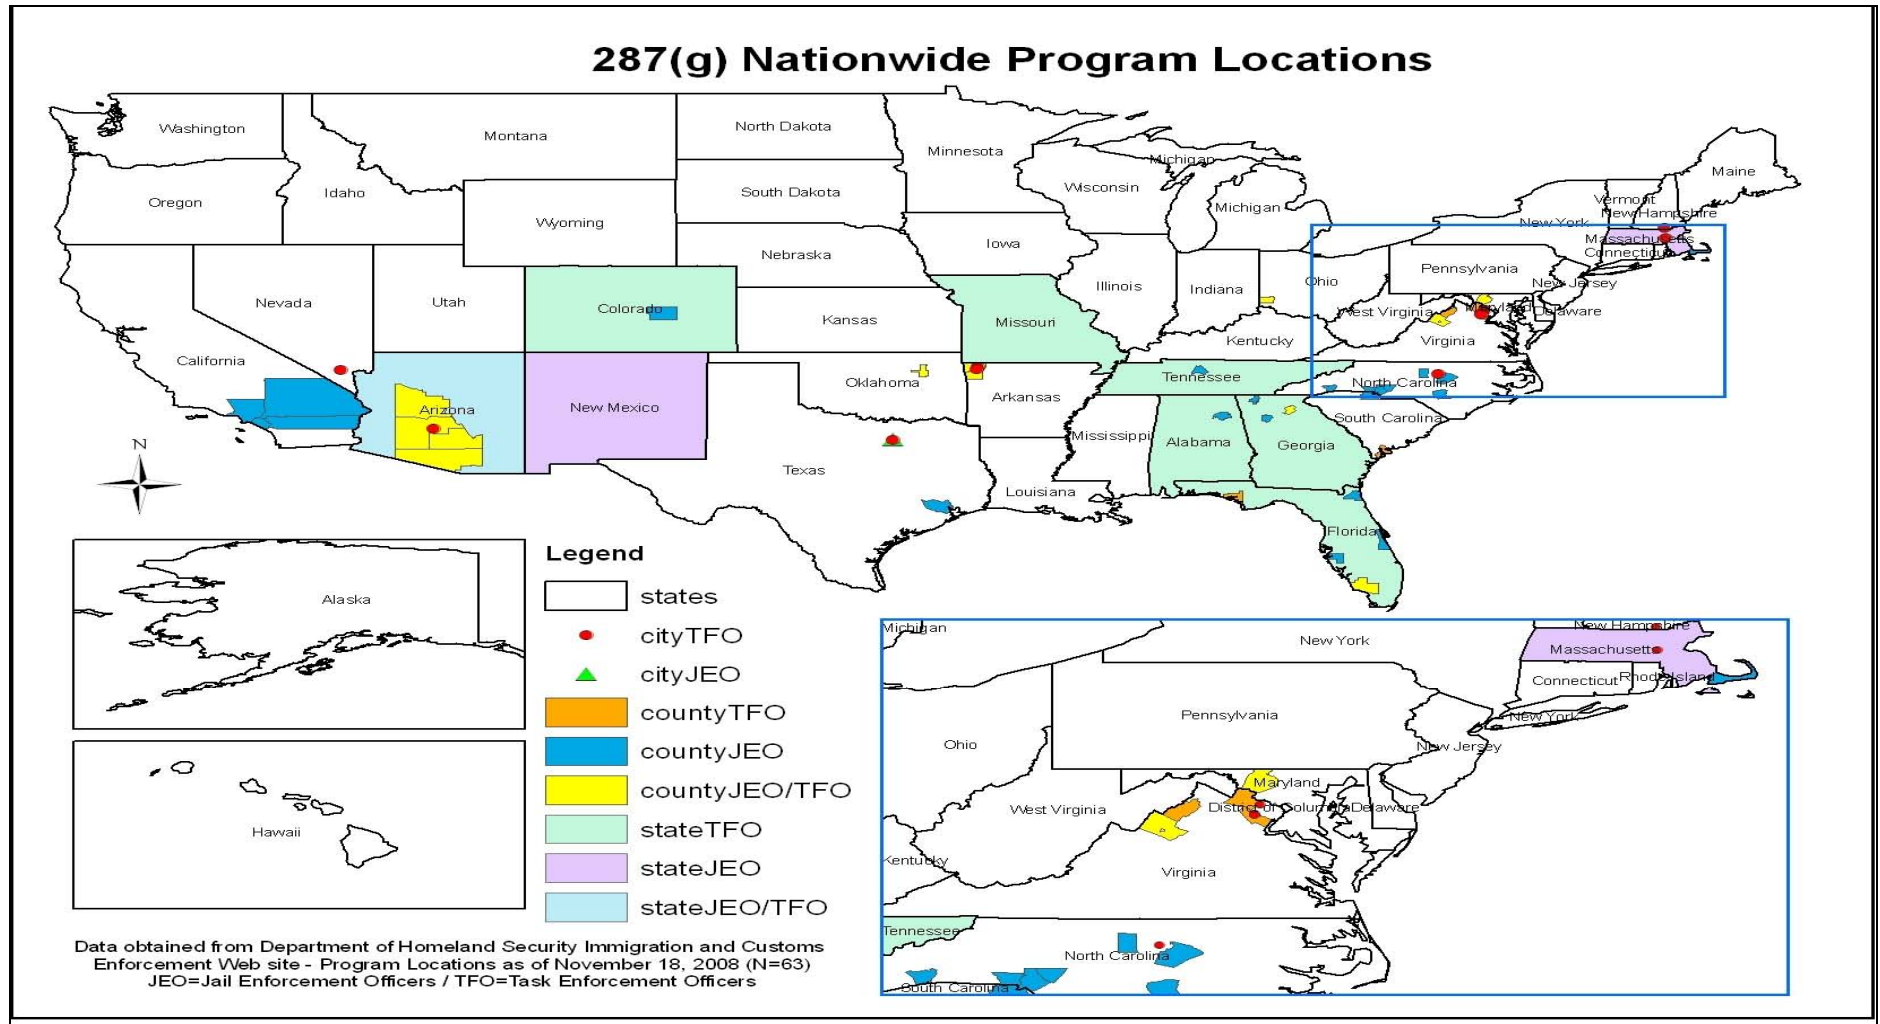 287(g) Nationwide Program Locations
Washington
Montana
North Dakota
Minnesota
Michigan
Maine
Oregon
Idaho
South Dakota
Wisconsin
Michigan
Vermont
New Hampshire
Wyoming
New York
Massachusetts
Connecticut
Nebraska
Iowa
Pennsylvania
Nevada
Utah
Colorado
Kansas
Missouri
Illinois
Indiana
Ohio
New Jersey
West Virginia
Maryland
Delaware
Kentucky
Virginia
California
Arizona
New Mexico
Oklahoma
Arkansas
Tennessee
North Carolina
South Carolina
Mississippi
Alabama
Georgia
Texas
Louisiana
Florida
N
Alaska
Hawaii
Legend
states
cityTFO
cityJEO
countyTFO
countyJEO
countyJEO/TFO
stateTFO
stateJEO
stateJEO/TFO
Michigan
New York
New Hampshire
Massachusetts
Connecticut
Rhode Island
New York
Pennsylvania
Ohio
New Jersey
Maryland
West Virginia
District of Columbia
Delaware
Kentucky
Virginia
Tennessee
North Carolina
South Carolina
Data obtained from Department of Homeland Security Immigration and Customs
Enforcement Web site - Program Locations as of November 18, 2008 (N=63)
JEO=Jail Enforcement Officers / TFO=Task Enforcement Officers